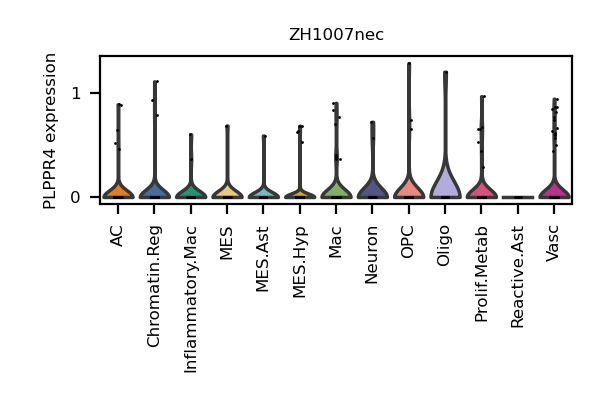 ZH1007nec
PLPPR4 expression
1
0
AC
Chromatin.Reg
Inflammatory.Mac
MES
MES.Ast
MES.Hyp
Mac
Neuron
OPC
Oligo
Prolif.Metab
Reactive.Ast
Vasc